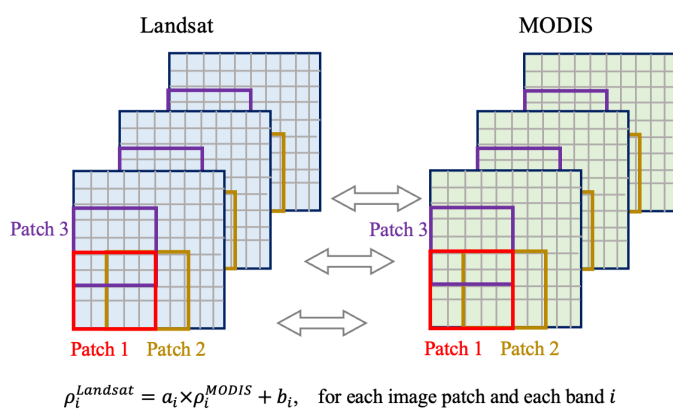 Landsat MODIS
Patch 3 Patch 3
Patch 1 Patch 2 Patch 1 Patch 2
ρ_i^Landsat = a_i×ρ_i^MODIS + b_i, for each image patch and each band i